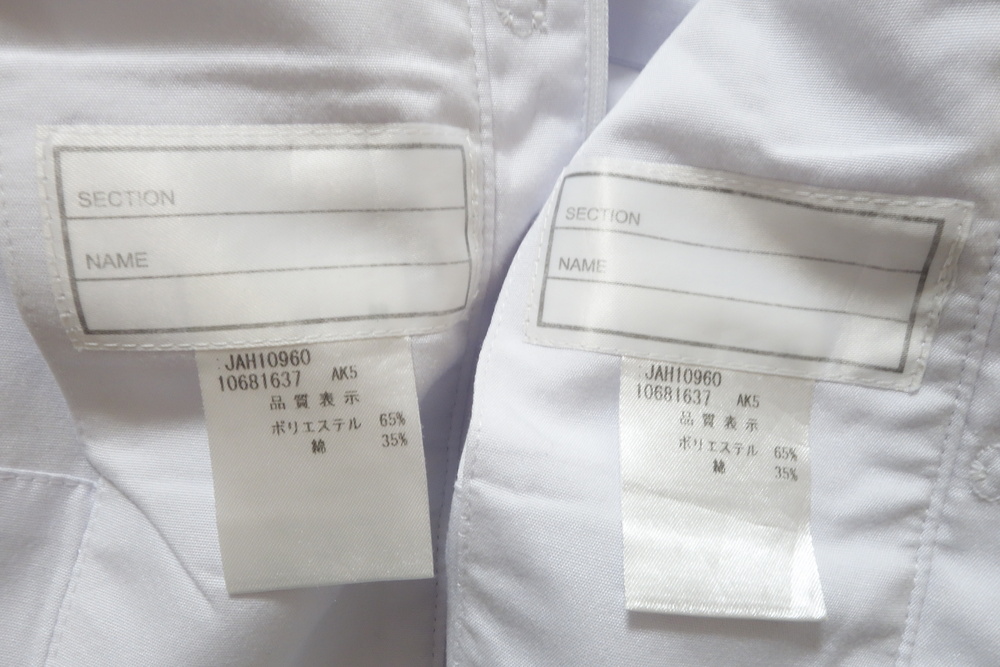 SECTION
NAME
JAH10960
10681637 AK5
品質表示
ポリエステル 65%
綿 35%
SECTION
NAME
JAH10960
10681637 AK5
品質表示
ポリエステル 65%
綿 35%